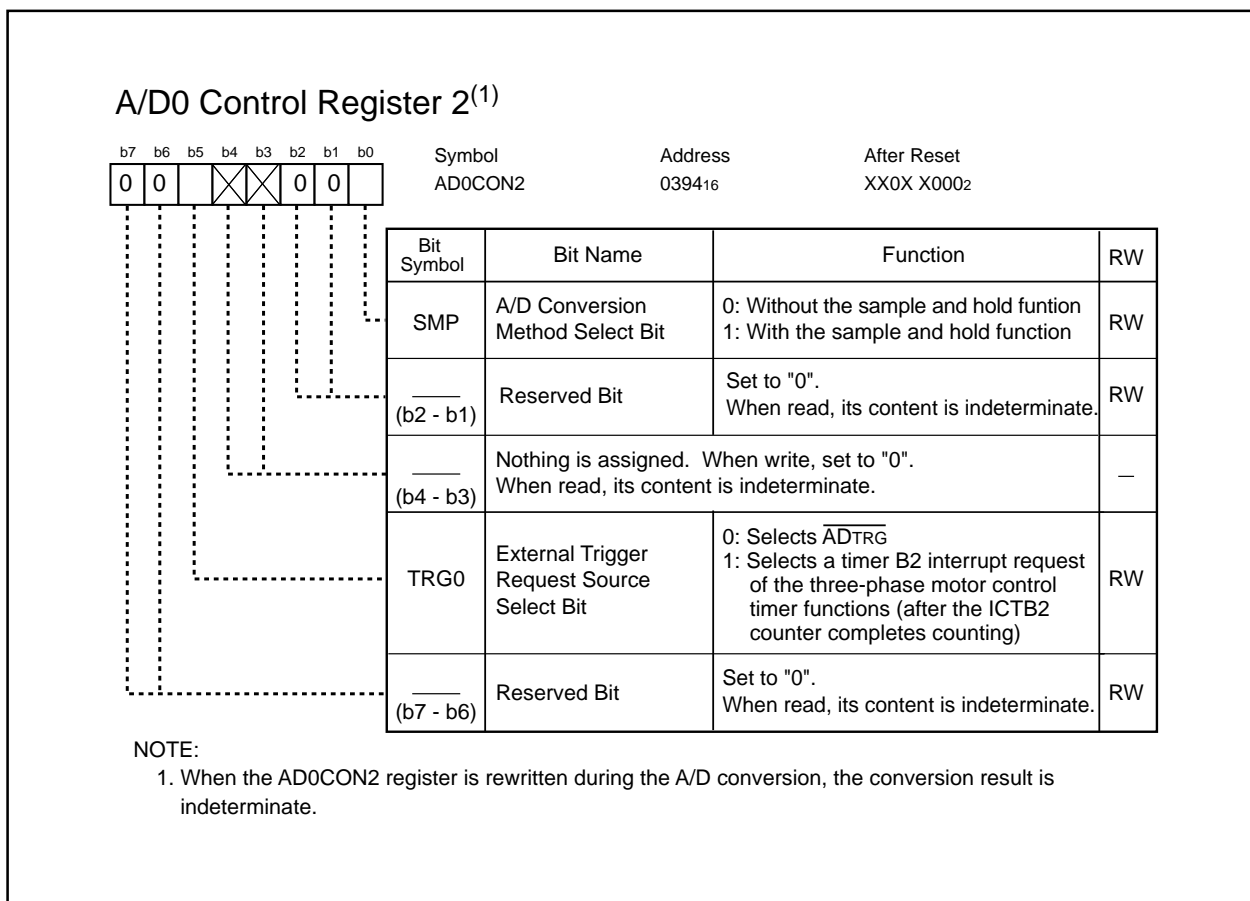 A/D0 Control Register 2(1)
b7 b6 b5 b4 b3 b2 b1 b0
0 0 0 0
Symbol Address After Reset
AD0CON2 039416 XX0X X0002
Bit Symbol Bit Name Function RW
SMP
A/D Conversion
Method Select Bit
0: Without the sample and hold funtion
1: With the sample and hold function
RW
(b2 - b1)
Reserved Bit
Set to "0".
When read, its content is indeterminate.
RW
(b4 - b3)
Nothing is assigned. When write, set to "0".
When read, its content is indeterminate.
–
TRG0
External Trigger
Request Source
Select Bit
0: Selects ADTRG
1: Selects a timer B2 interrupt request
of the three-phase motor control
timer functions (after the ICTB2
counter completes counting)
RW
(b7 - b6)
Reserved Bit
Set to "0".
When read, its content is indeterminate.
RW
NOTE:
1. When the AD0CON2 register is rewritten during the A/D conversion, the conversion result is
indeterminate.